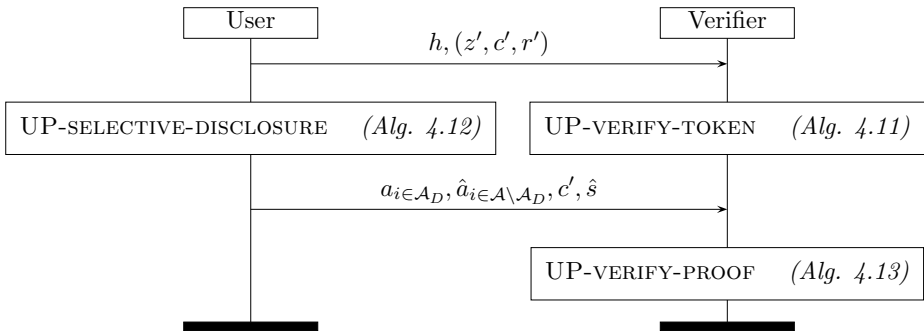 User Verifier
h, (z′, c′, r′)
UP-SELECTIVE-DISCLOSURE (Alg. 4.12) UP-VERIFY-TOKEN (Alg. 4.11)
a_{i∈𝒜_D}, â_{i∈𝒜\𝒜_D}, c′, ŝ
UP-VERIFY-PROOF (Alg. 4.13)